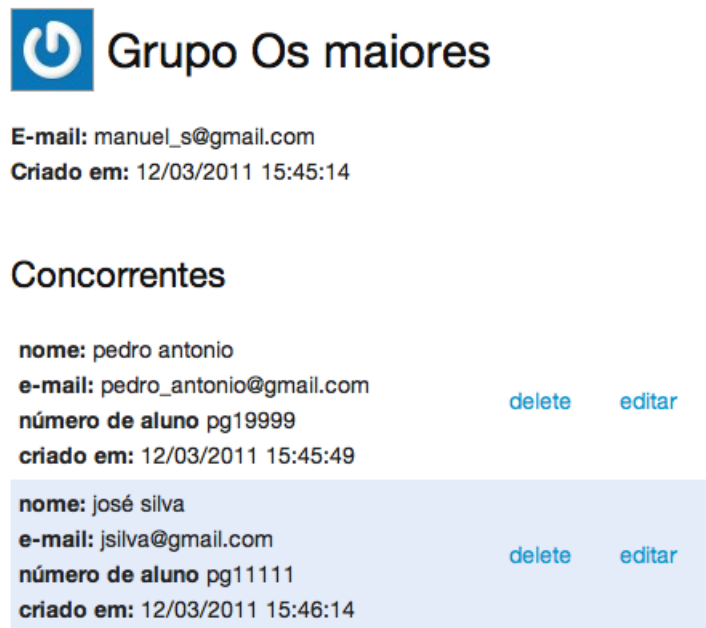 Grupo Os maiores
E-mail: manuel_s@gmail.com
Criado em: 12/03/2011 15:45:14
Concorrentes
nome: pedro antonio
e-mail: pedro_antonio@gmail.com
número de aluno pg19999
criado em: 12/03/2011 15:45:49
delete editar
nome: josé silva
e-mail: jsilva@gmail.com
número de aluno pg11111
criado em: 12/03/2011 15:46:14
delete editar